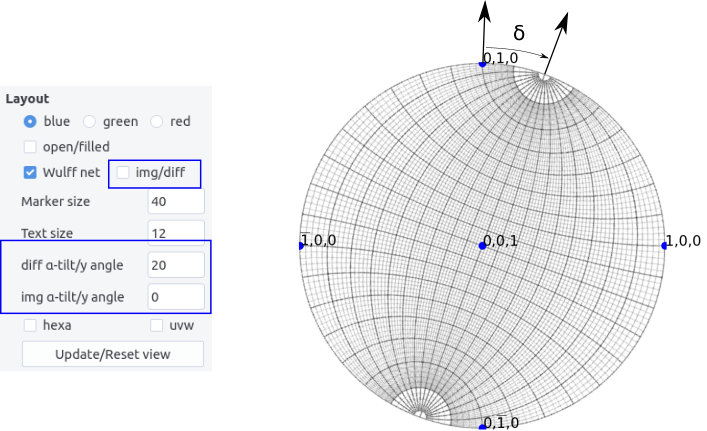 Layout
blue green red
open/filled
Wulff net img/diff
Marker size 40
Text size 12
diff α-tilt/y angle 20
img α-tilt/y angle 0
hexa uvw
Update/Reset view
δ
0,1,0
1̅,0,0
0,0,1
1,0,0
0,1̅,0